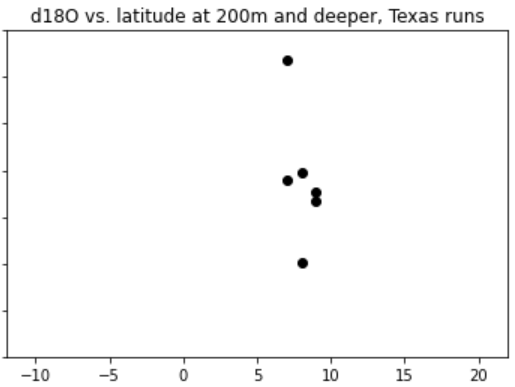 d18O vs. latitude at 200m and deeper, Texas runs
−10 −5 0 5 10 15 20